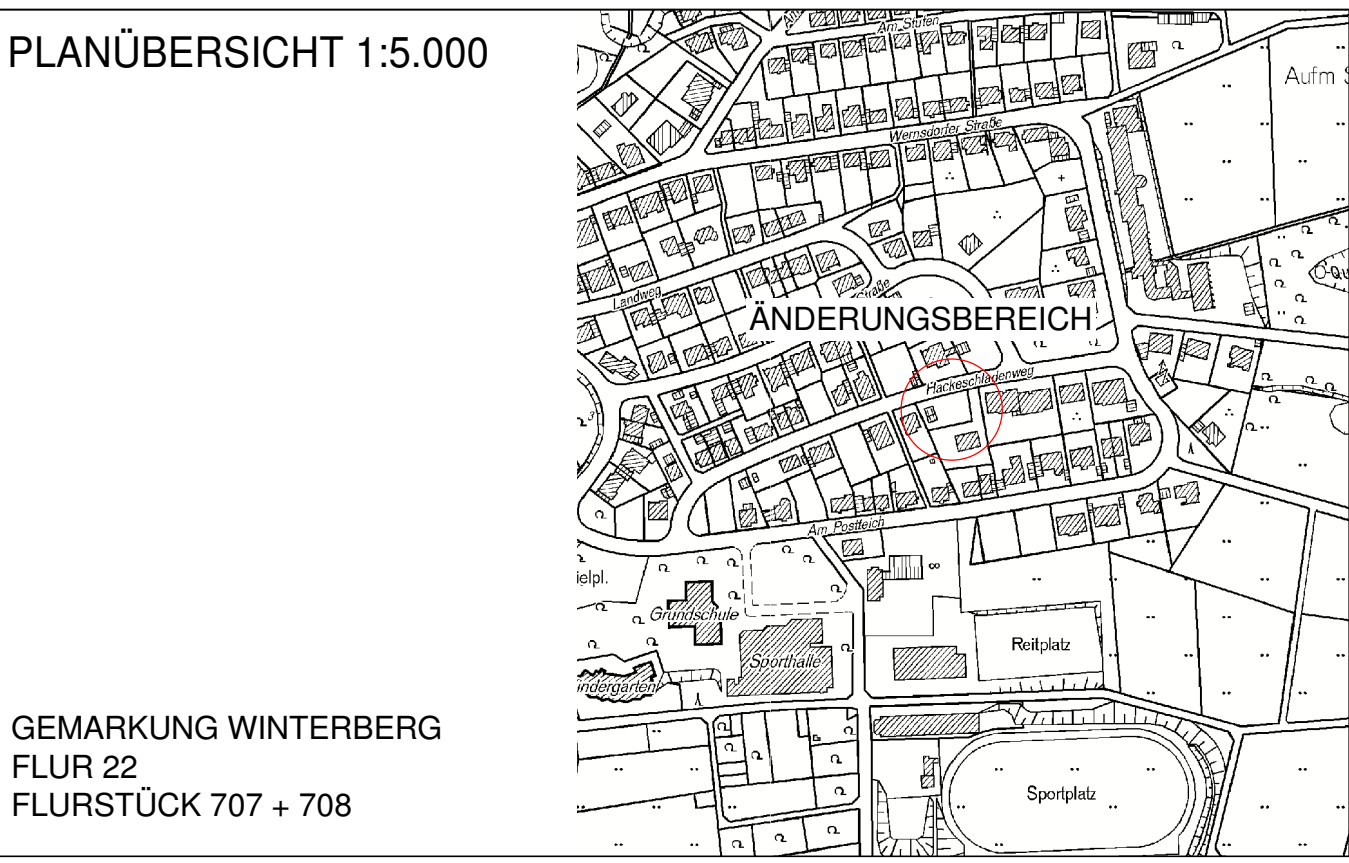 PLANÜBERSICHT 1:5.000
Am Stufen
Aufm S
Wernsdorfer Straße
Landweg
Straße
ÄNDERUNGSBEREICH
Hackeschladenweg
Am Postteich
ielpl.
Grundschule
Sporthalle
indergarten
Reitplatz
Sportplatz
GEMARKUNG WINTERBERG
FLUR 22
FLURSTÜCK 707 + 708